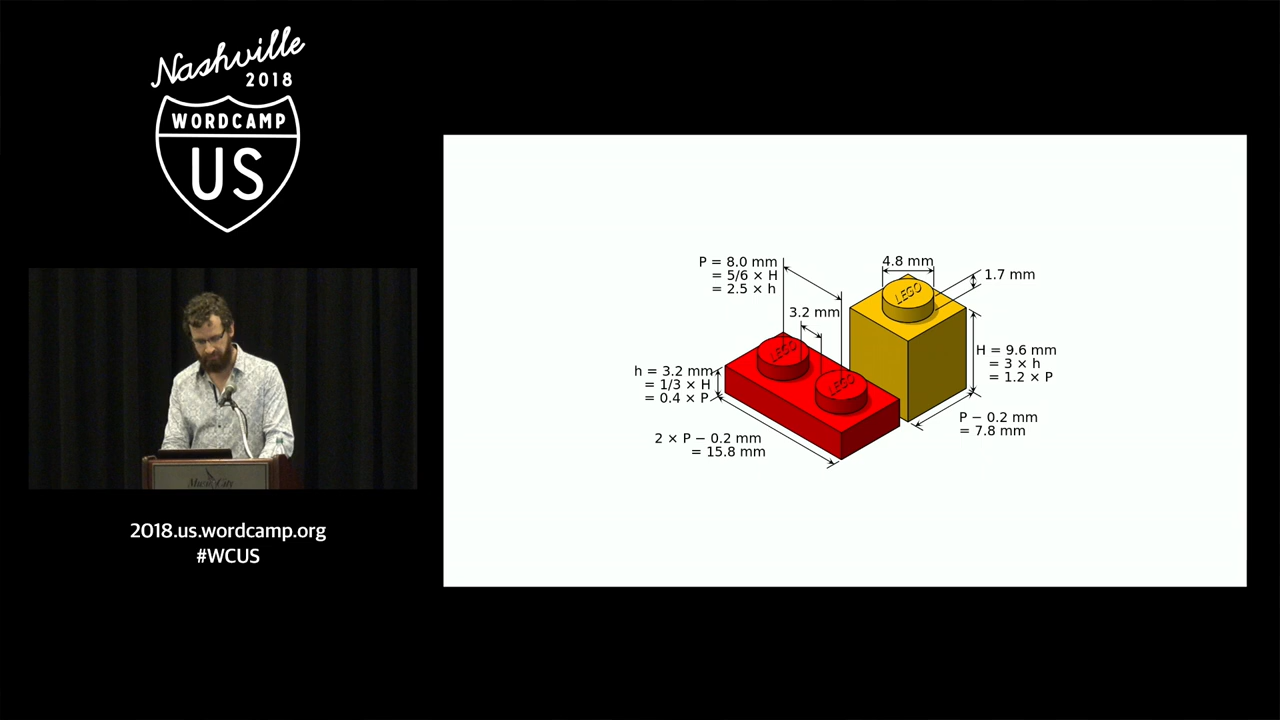 Nashville
2018
WORDCAMP
US
Music City
2018.us.wordcamp.org
#WCUS
P = 8.0 mm
= 5/6 × H
= 2.5 × h
3.2 mm
4.8 mm
1.7 mm
LEGO
LEGO
LEGO
h = 3.2 mm
= 1/3 × H
= 0.4 × P
H = 9.6 mm
= 3 × h
= 1.2 × P
2 × P − 0.2 mm
= 15.8 mm
P − 0.2 mm
= 7.8 mm